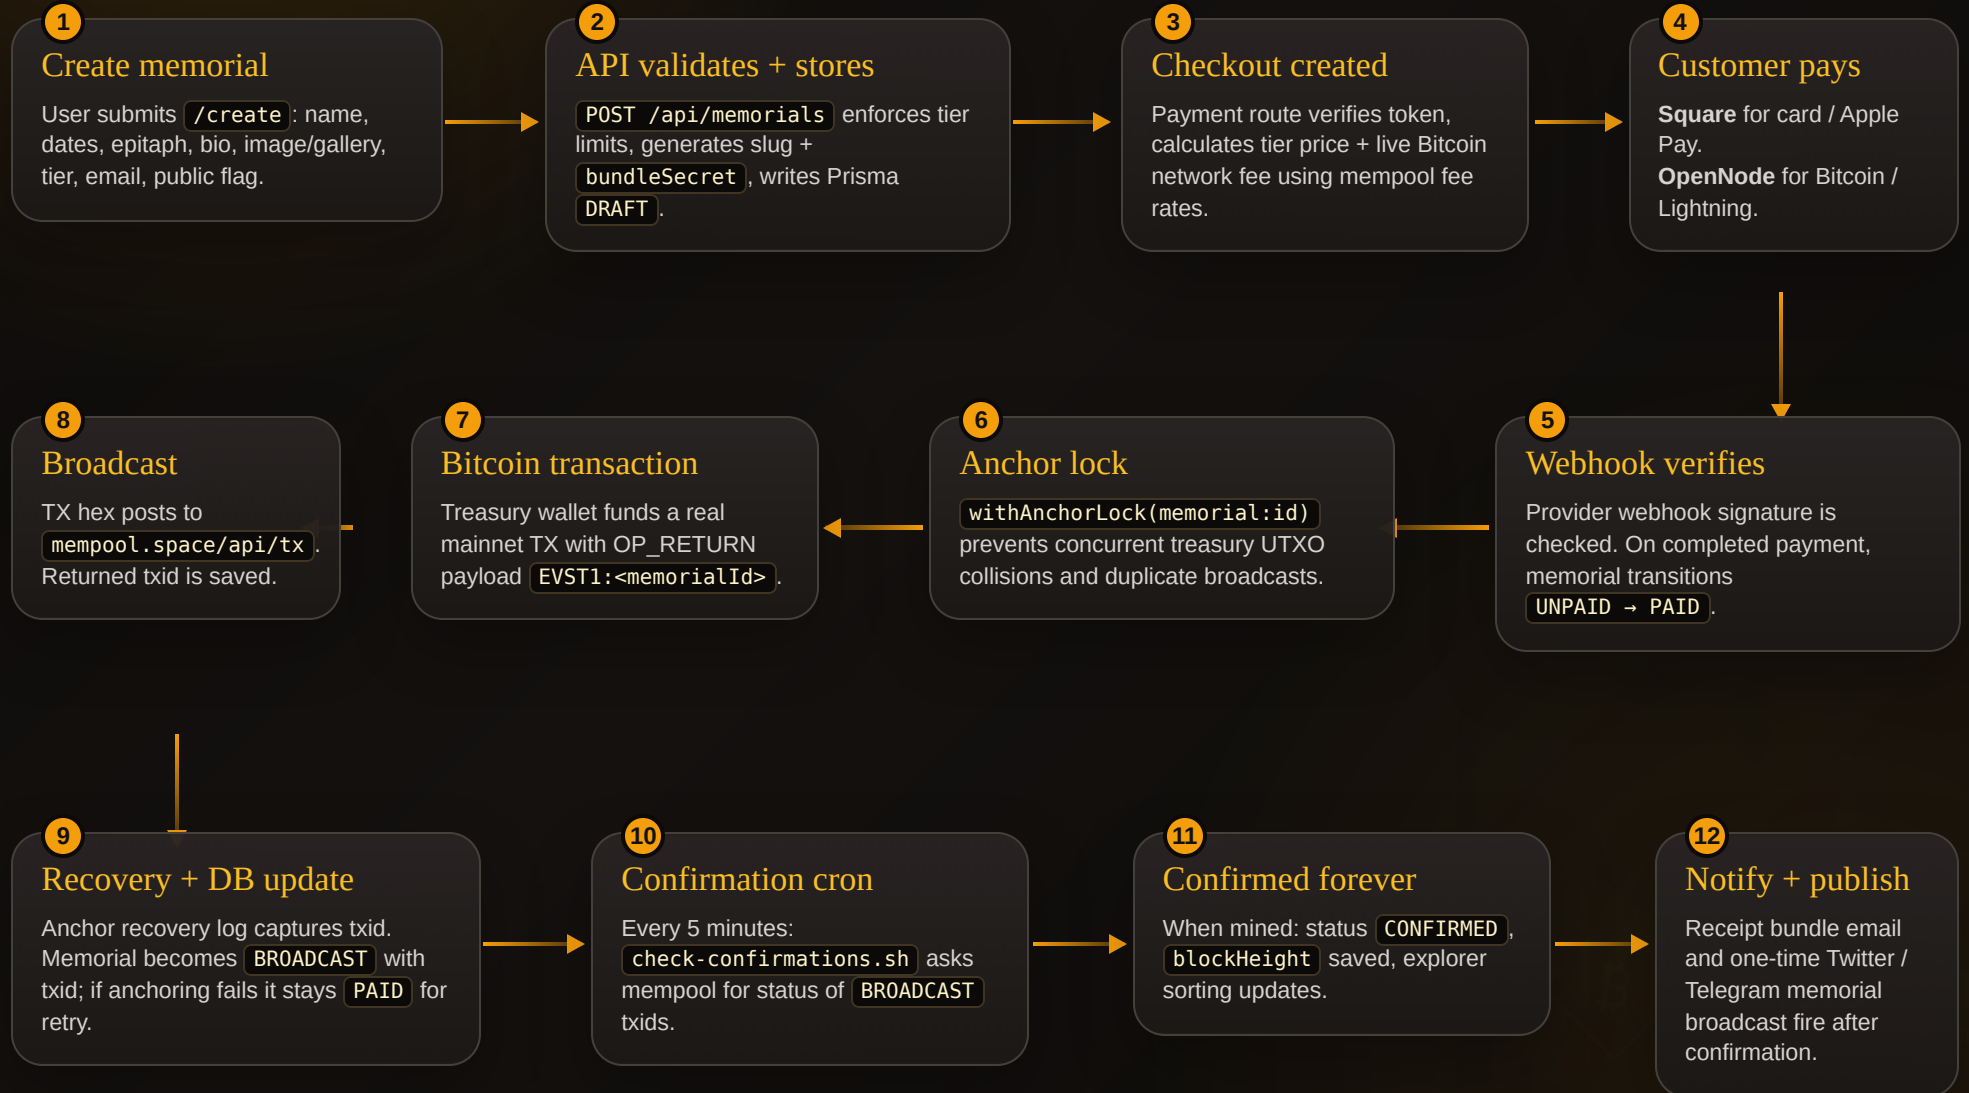 1
Create memorial
User submits /create: name,
dates, epitaph, bio, image/gallery,
tier, email, public flag.
2
API validates + stores
POST /api/memorials enforces tier
limits, generates slug +
bundleSecret, writes Prisma
DRAFT.
3
Checkout created
Payment route verifies token,
calculates tier price + live Bitcoin
network fee using mempool fee
rates.
4
Customer pays
Square for card / Apple
Pay.
OpenNode for Bitcoin /
Lightning.
5
Webhook verifies
Provider webhook signature is
checked. On completed payment,
memorial transitions
UNPAID → PAID.
6
Anchor lock
withAnchorLock(memorial:id)
prevents concurrent treasury UTXO
collisions and duplicate broadcasts.
7
Bitcoin transaction
Treasury wallet funds a real
mainnet TX with OP_RETURN
payload EVST1:<memorialId>.
8
Broadcast
TX hex posts to
mempool.space/api/tx.
Returned txid is saved.
9
Recovery + DB update
Anchor recovery log captures txid.
Memorial becomes BROADCAST with
txid; if anchoring fails it stays PAID for
retry.
10
Confirmation cron
Every 5 minutes:
check-confirmations.sh asks
mempool for status of BROADCAST
txids.
11
Confirmed forever
When mined: status CONFIRMED,
blockHeight saved, explorer
sorting updates.
12
Notify + publish
Receipt bundle email
and one-time Twitter /
Telegram memorial
broadcast fire after
confirmation.